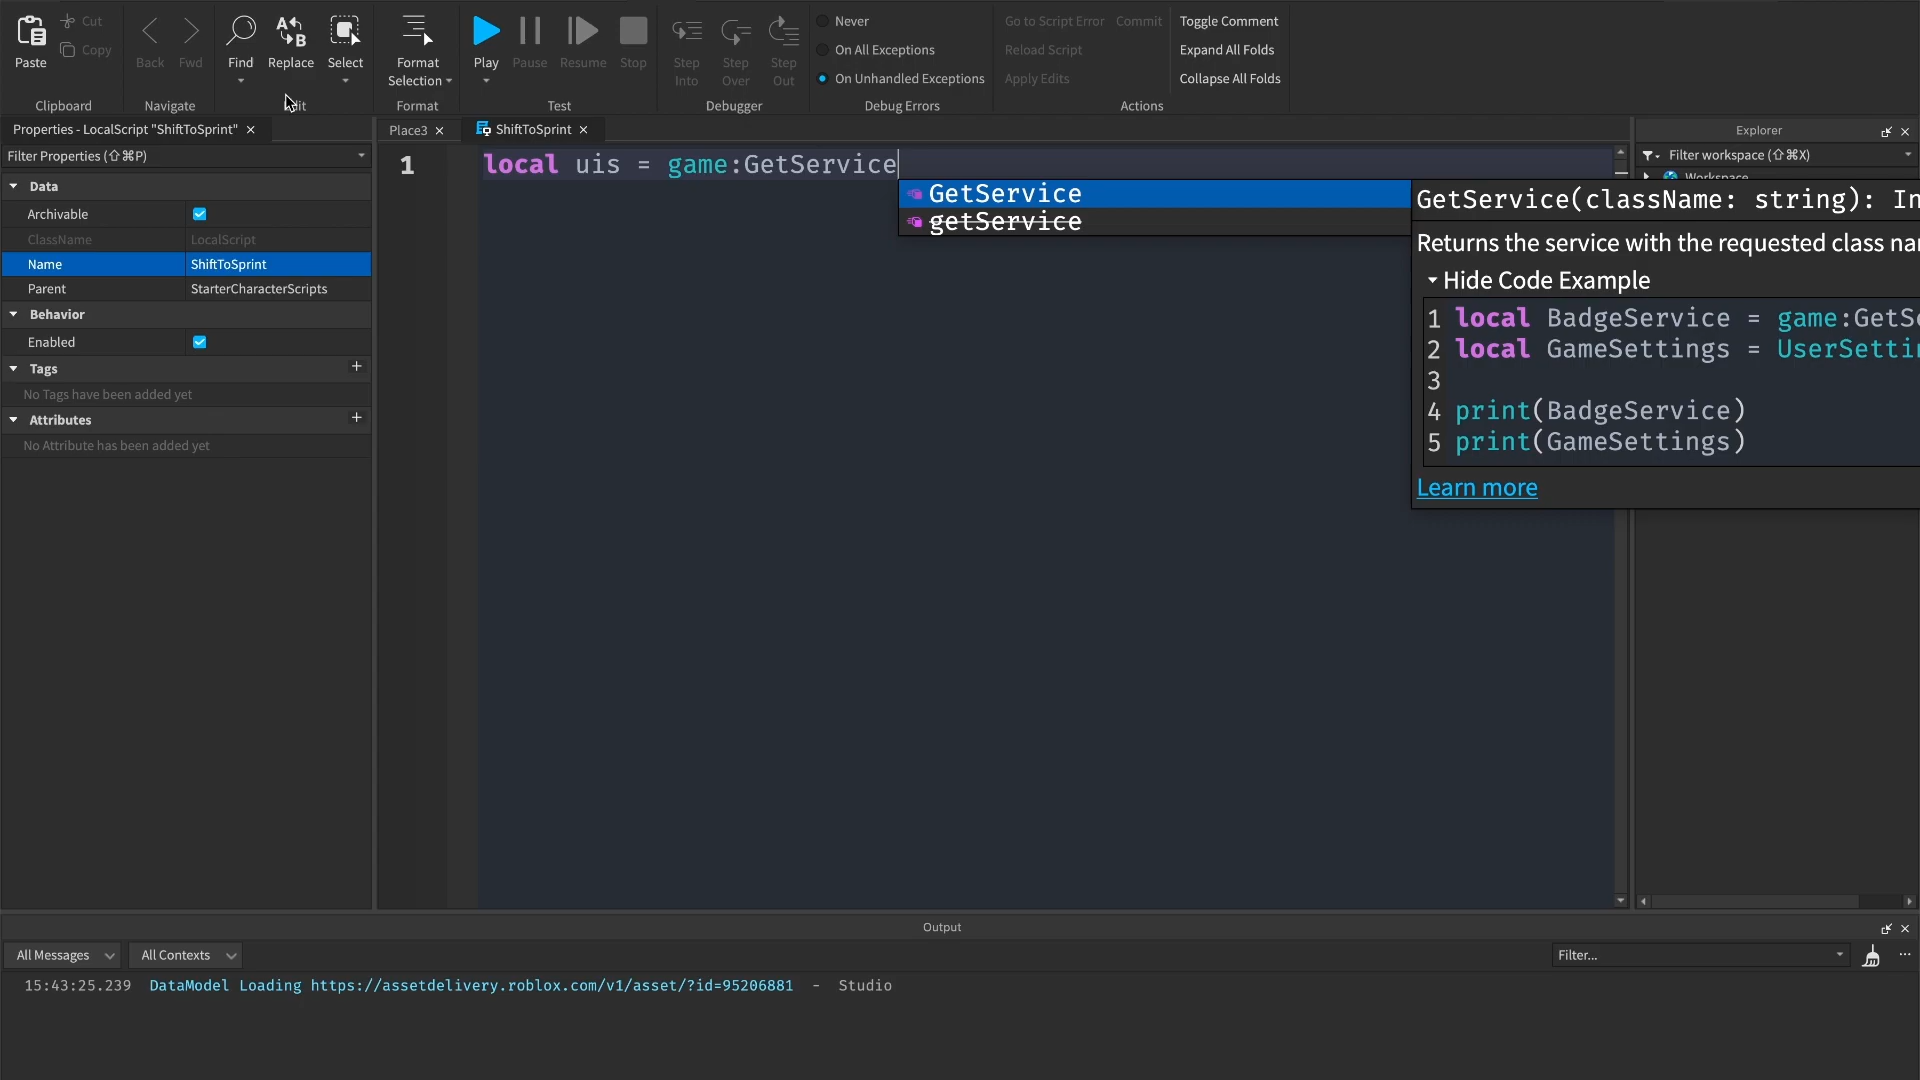 Paste
Cut
Copy
Clipboard
Back
Fwd
Navigate
Find
Replace
Select
Format
Selection
Format
Play
Pause
Resume
Stop
Test
Step
Into
Step
Over
Step
Out
Debugger
Never
On All Exceptions
On Unhandled Exceptions
Debug Errors
Go to Script Error
Commit
Reload Script
Apply Edits
Toggle Comment
Expand All Folds
Collapse All Folds
Actions
Properties - LocalScript "ShiftToSprint"
Filter Properties (⇧⌘P)
Data
Archivable
ClassName LocalScript
Name ShiftToSprint
Parent StarterCharacterScripts
Behavior
Enabled
Tags
No Tags have been added yet
Attributes
No Attribute has been added yet
Place3
ShiftToSprint
1 local uis = game:GetService
GetService
getService
GetService(className: string): In
Returns the service with the requested class na
Hide Code Example
1 local BadgeService = game:GetSe
2 local GameSettings = UserSettin
3
4 print(BadgeService)
5 print(GameSettings)
Learn more
Explorer
Filter workspace (⇧⌘X)
Workspace
Output
All Messages
All Contexts
Filter...
15:43:25.239 DataModel Loading https://assetdelivery.roblox.com/v1/asset/?id=95206881 - Studio